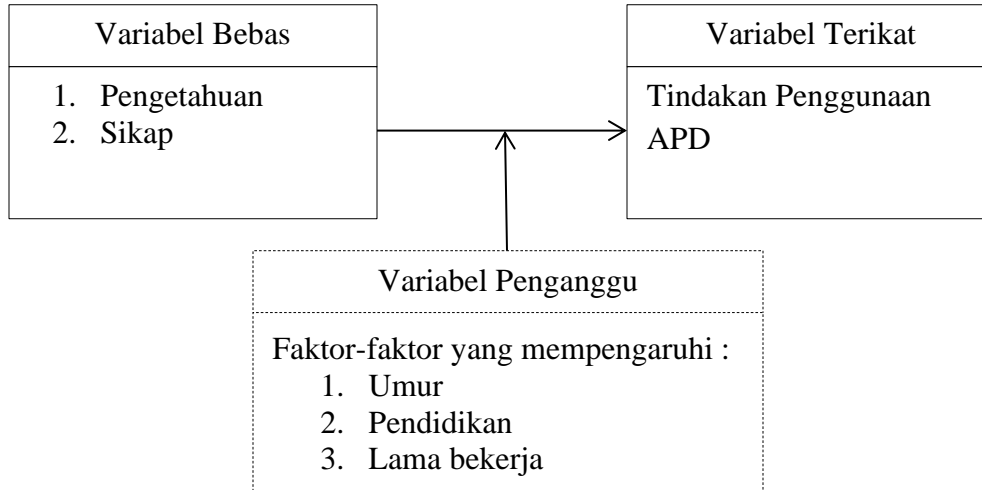 Variabel Bebas
1. Pengetahuan
2. Sikap
Variabel Terikat
Tindakan Penggunaan
APD
Variabel Penganggu
Faktor-faktor yang mempengaruhi :
1. Umur
2. Pendidikan
3. Lama bekerja